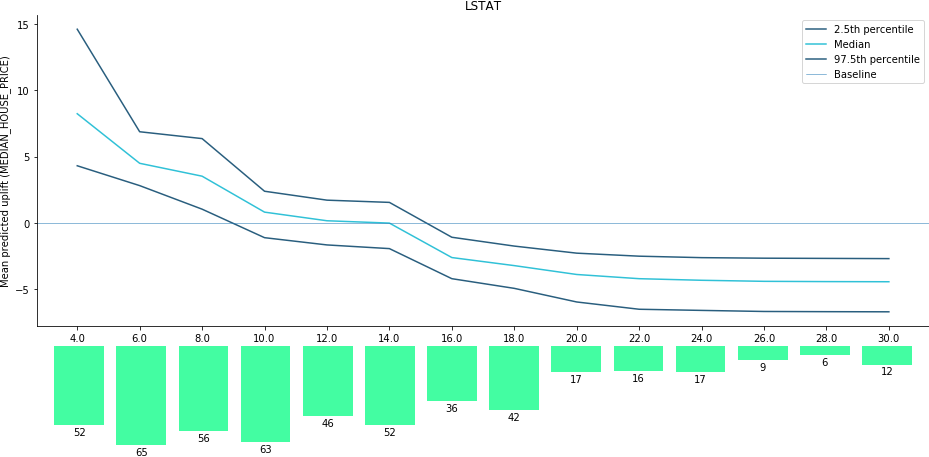 LSTAT
2.5th percentile
Median
97.5th percentile
Baseline
Mean predicted uplift (MEDIAN_HOUSE_PRICE)
15
10
5
0
−5
4.0 6.0 8.0 10.0 12.0 14.0 16.0 18.0 20.0 22.0 24.0 26.0 28.0 30.0
52 65 56 63 46 52 36 42 17 16 17 9 6 12